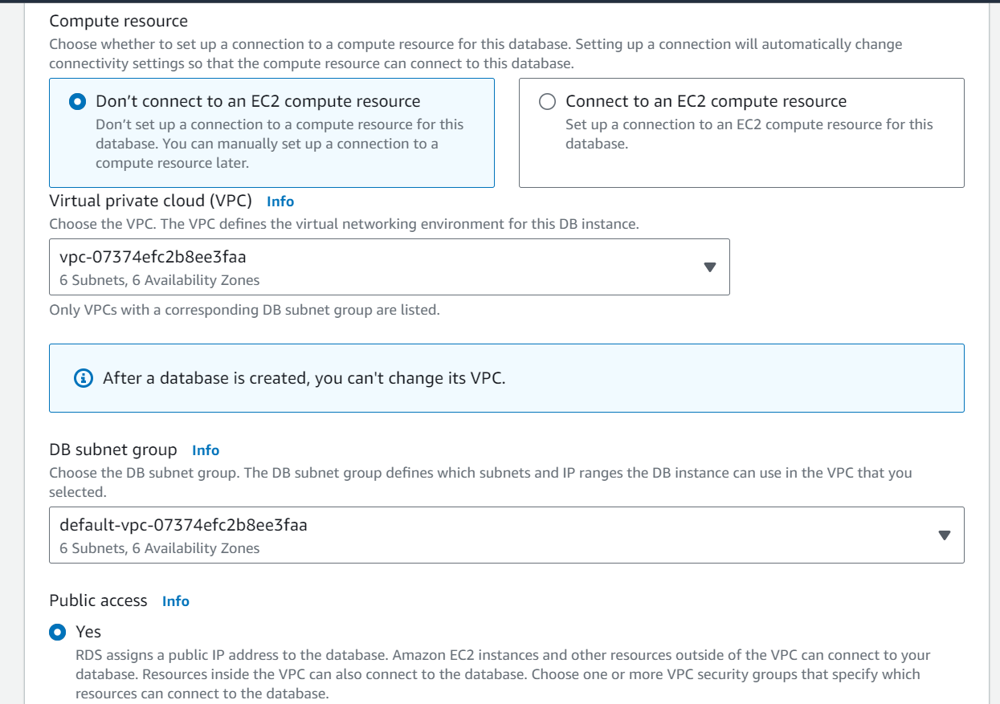 Compute resource
Choose whether to set up a connection to a compute resource for this database. Setting up a connection will automatically change
connectivity settings so that the compute resource can connect to this database.
Don’t connect to an EC2 compute resource
Don’t set up a connection to a compute resource for this
database. You can manually set up a connection to a
compute resource later.
Connect to an EC2 compute resource
Set up a connection to an EC2 compute resource for this
database.
Virtual private cloud (VPC) Info
Choose the VPC. The VPC defines the virtual networking environment for this DB instance.
vpc-07374efc2b8ee3faa
6 Subnets, 6 Availability Zones
Only VPCs with a corresponding DB subnet group are listed.
After a database is created, you can't change its VPC.
DB subnet group Info
Choose the DB subnet group. The DB subnet group defines which subnets and IP ranges the DB instance can use in the VPC that you
selected.
default-vpc-07374efc2b8ee3faa
6 Subnets, 6 Availability Zones
Public access Info
Yes
RDS assigns a public IP address to the database. Amazon EC2 instances and other resources outside of the VPC can connect to your
database. Resources inside the VPC can also connect to the database. Choose one or more VPC security groups that specify which
resources can connect to the database.